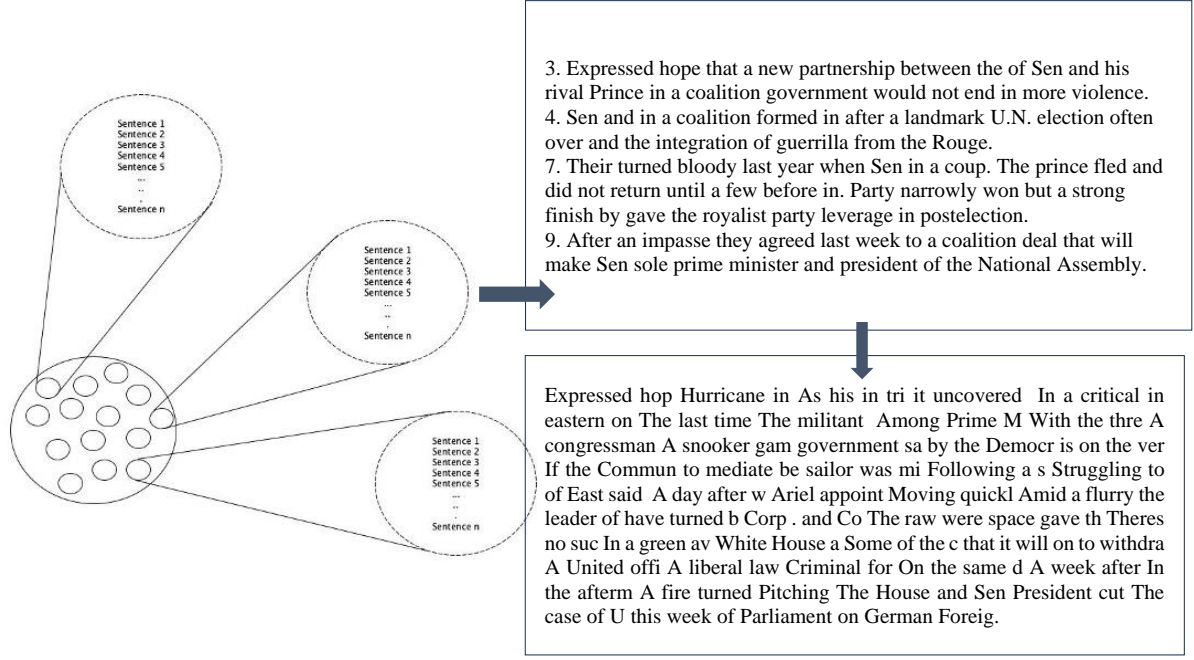 Sentence 1
Sentence 2
Sentence 3
Sentence 4
Sentence 5
...
..
.
Sentence n
Sentence 1
Sentence 2
Sentence 3
Sentence 4
Sentence 5
...
..
.
Sentence n
Sentence 1
Sentence 2
Sentence 3
Sentence 4
Sentence 5
...
..
.
Sentence n
3. Expressed hope that a new partnership between the of Sen and his
rival Prince in a coalition government would not end in more violence.
4. Sen and in a coalition formed in after a landmark U.N. election often
over and the integration of guerrilla from the Rouge.
7. Their turned bloody last year when Sen in a coup. The prince fled and
did not return until a few before in. Party narrowly won but a strong
finish by gave the royalist party leverage in postelection.
9. After an impasse they agreed last week to a coalition deal that will
make Sen sole prime minister and president of the National Assembly.
Expressed hop Hurricane in As his in tri it uncovered In a critical in
eastern on The last time The militant Among Prime M With the thre A
congressman A snooker gam government sa by the Democr is on the ver
If the Commun to mediate be sailor was mi Following a s Struggling to
of East said A day after w Ariel appoint Moving quickl Amid a flurry the
leader of have turned b Corp . and Co The raw were space gave th Theres
no suc In a green av White House a Some of the c that it will on to withdra
A United offi A liberal law Criminal for On the same d A week after In
the afterm A fire turned Pitching The House and Sen President cut The
case of U this week of Parliament on German Foreig.